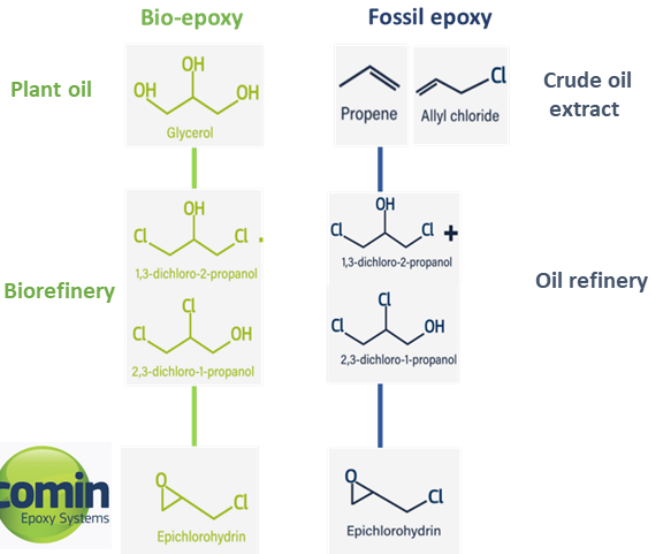 Bio-epoxy
Fossil epoxy
Plant oil
OH
OH
OH
Glycerol
Propene
Cl
Allyl chloride
Crude oil
extract
Biorefinery
OH
Cl
Cl .
1,3-dichloro-2-propanol
Cl
Cl
OH
2,3-dichloro-1-propanol
OH
Cl
Cl +
1,3-dichloro-2-propanol
Cl
Cl
OH
2,3-dichloro-1-propanol
Oil refinery
comin
Epoxy Systems
O
Cl
Epichlorohydrin
O
Cl
Epichlorohydrin